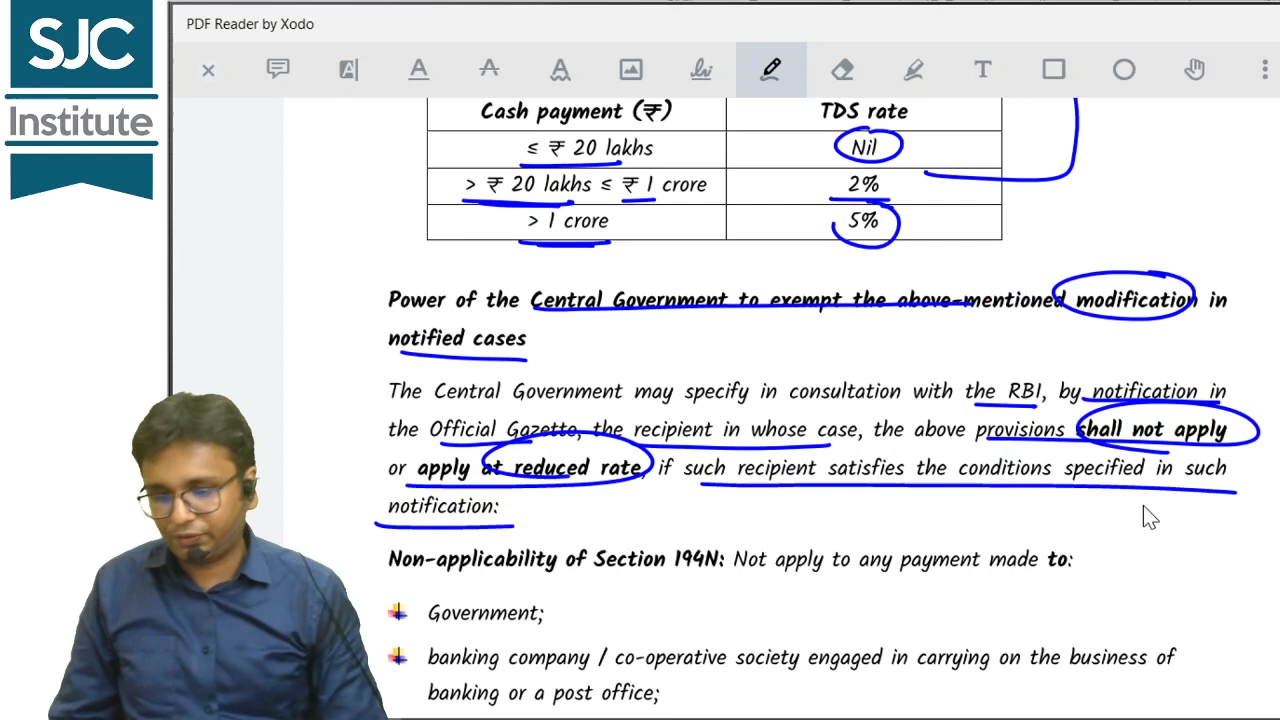 SJC
Institute
PDF Reader by Xodo
Cash payment (₹) TDS rate
≤ ₹ 20 lakhs Nil
> ₹ 20 lakhs ≤ ₹ 1 crore 2%
> 1 crore 5%
Power of the Central Government to exempt the above-mentioned modification in
notified cases
The Central Government may specify in consultation with the RBI, by notification in
the Official Gazette, the recipient in whose case, the above provisions shall not apply
or apply at reduced rate, if such recipient satisfies the conditions specified in such
notification:
Non-applicability of Section 194N: Not apply to any payment made to:
Government;
banking company / co-operative society engaged in carrying on the business of
banking or a post office;